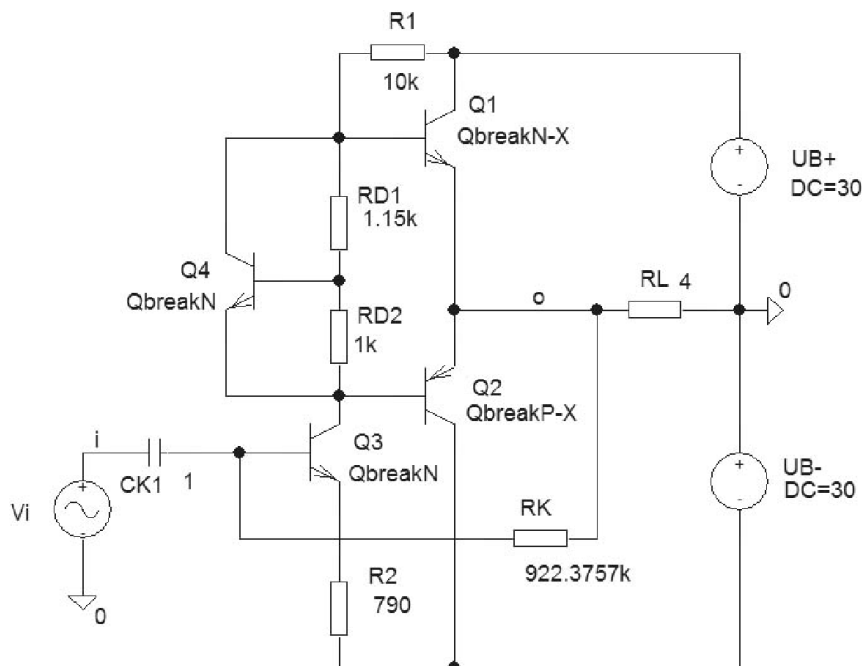 R1
10k
Q1
QbreakN-X
UB+
DC=30
RD1
1.15k
Q4
QbreakN
RL 4
0
o
RD2
1k
Q2
QbreakP-X
i
Q3
QbreakN
CK1 1
UB-
DC=30
Vi
RK
922.3757k
R2
790
0